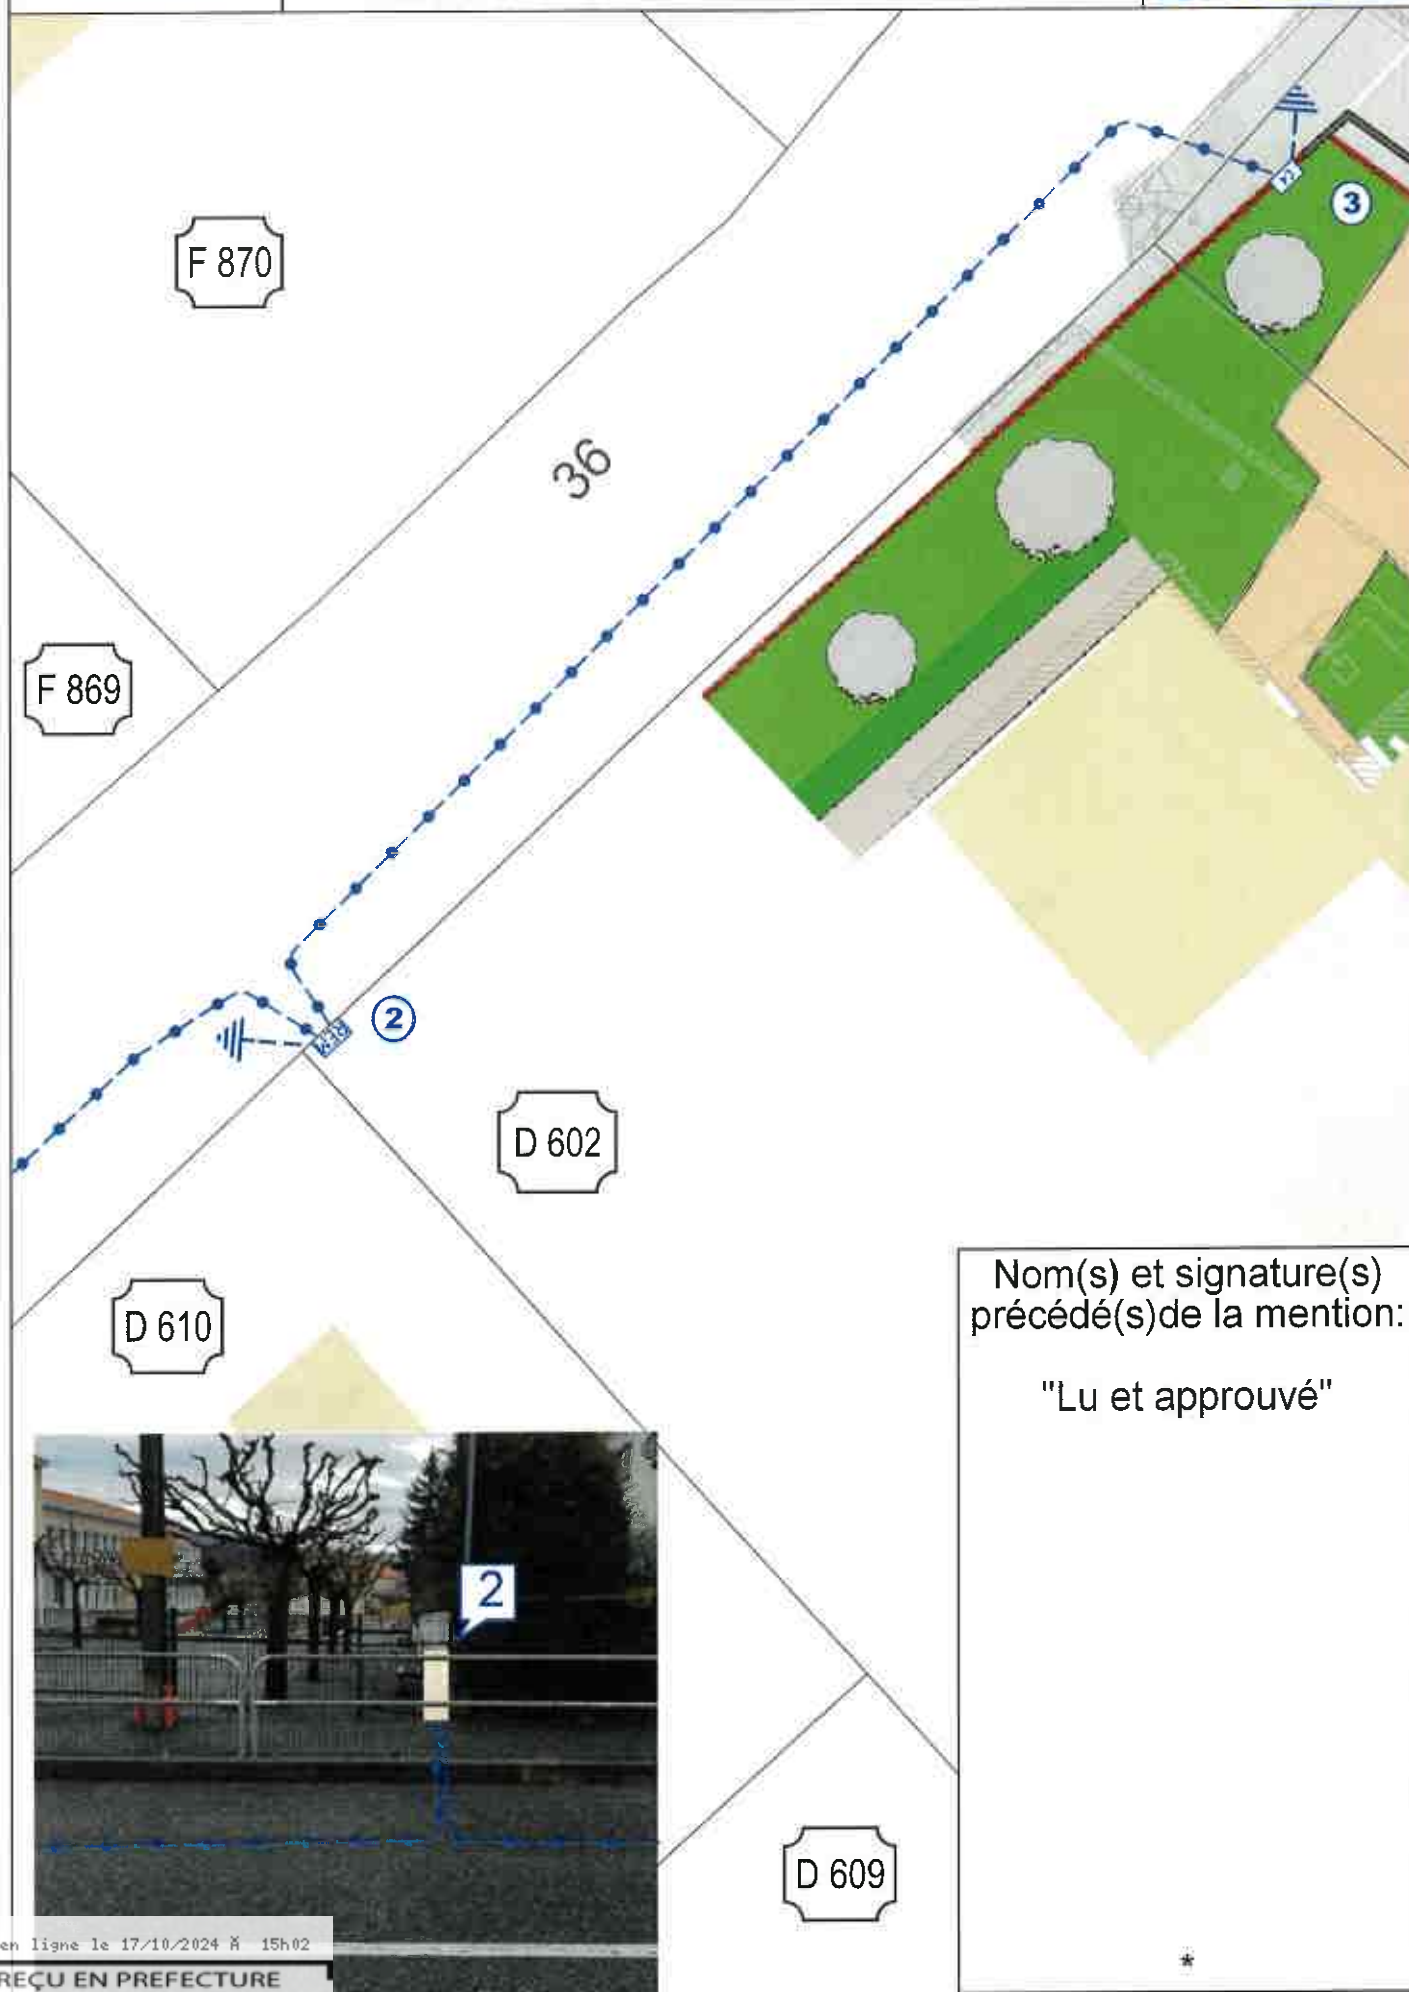 3
F 870
36
F 869
2
REM
D 602
Nom(s) et signature(s)
précédé(s)de la mention:
D 610
"Lu et approuvé"
2
D 609
en ligne le 17/10/2024 Ã 15h02
*
REÇU EN PREFECTURE